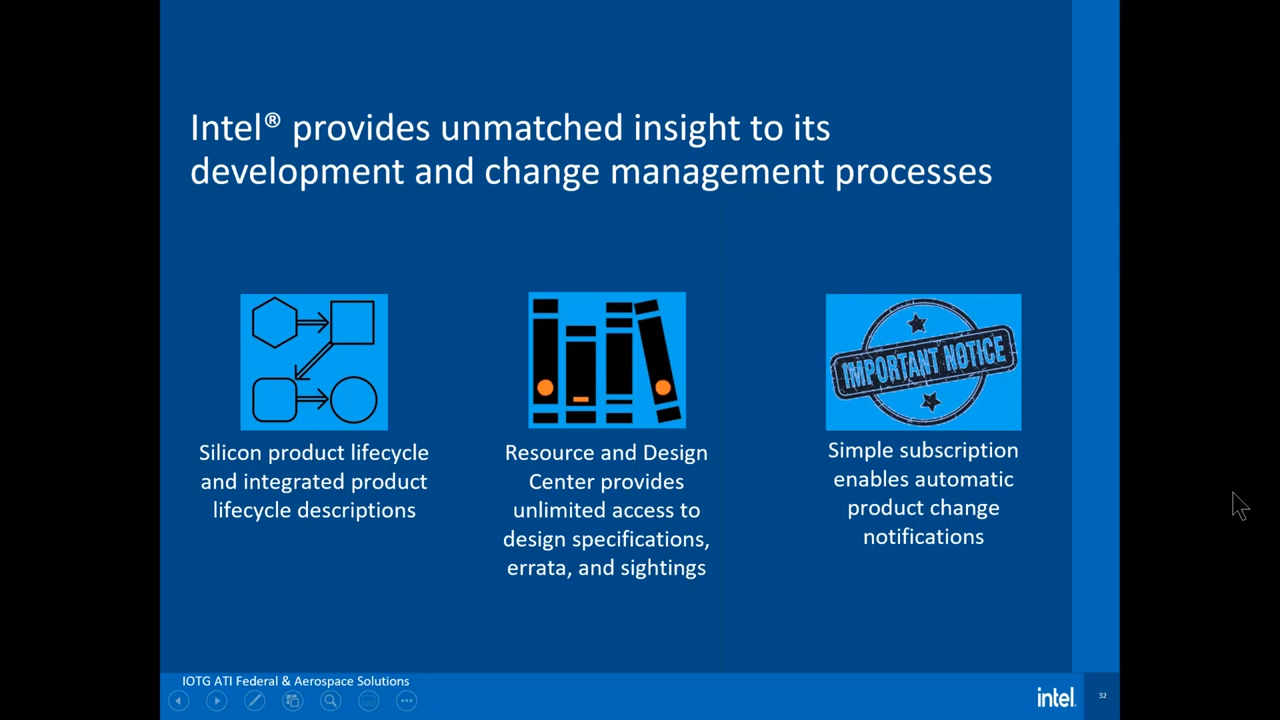 Intel® provides unmatched insight to its
development and change management processes
IMPORTANT NOTICE
Silicon product lifecycle
and integrated product
lifecycle descriptions
Resource and Design
Center provides
unlimited access to
design specifications,
errata, and sightings
Simple subscription
enables automatic
product change
notifications
IOTG ATI Federal & Aerospace Solutions
intel.
32